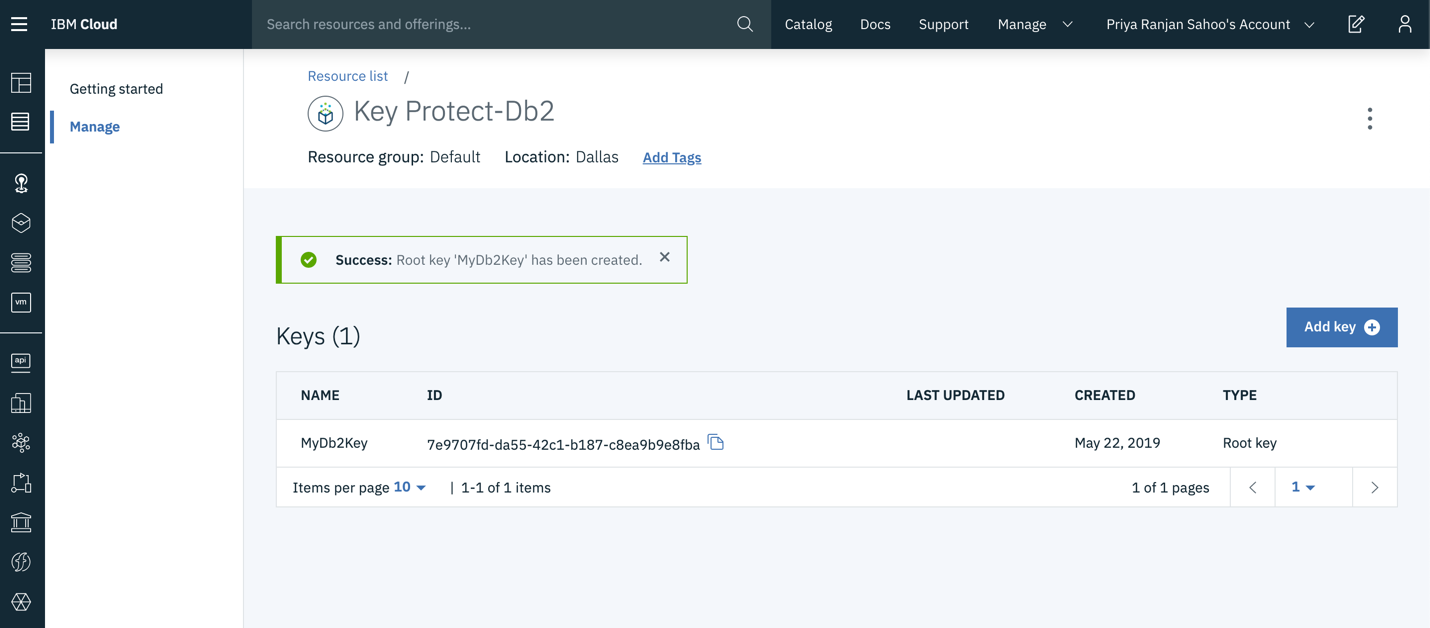 IBM Cloud
Search resources and offerings...
Catalog Docs Support Manage Priya Ranjan Sahoo's Account
Getting started
Manage
Resource list /
Key Protect-Db2
Resource group: Default Location: Dallas Add Tags
Success: Root key 'MyDb2Key' has been created.
Keys (1)
Add key
NAME ID LAST UPDATED CREATED TYPE
MyDb2Key 7e9707fd-da55-42c1-b187-c8ea9b9e8fba May 22, 2019 Root key
Items per page 10 | 1-1 of 1 items 1 of 1 pages 1
vm
api